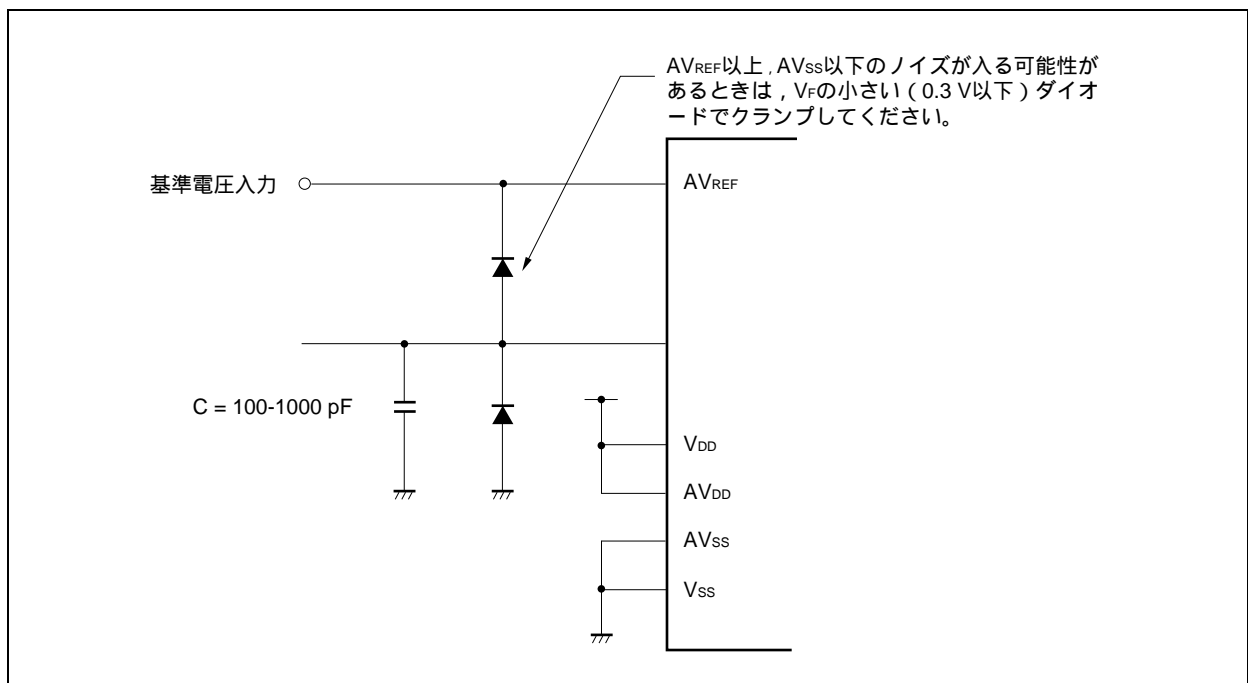 AVREF以上，AVSS以下のノイズが入る可能性が
あるときは，VFの小さい（0.3 V以下）ダイオ
ードでクランプしてください。
基準電圧入力
AVREF
C = 100-1000 pF
VDD
AVDD
AVSS
VSS